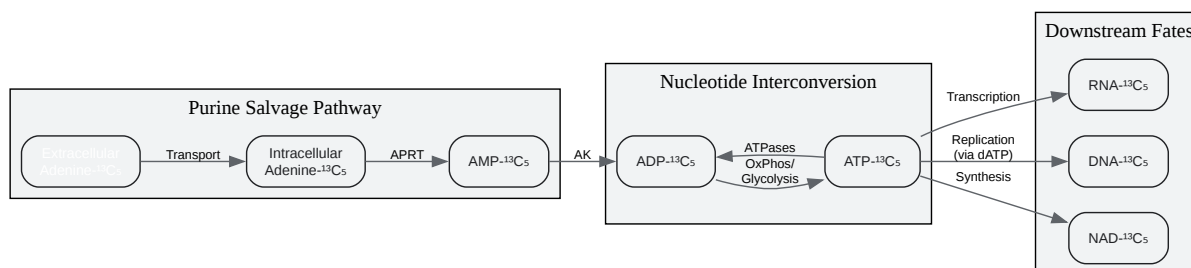 Downstream Fates
Purine Salvage Pathway
Nucleotide Interconversion
Extracellular
Adenine-¹³C₅
Transport
Intracellular
Adenine-¹³C₅
APRT
AMP-¹³C₅
AK
ADP-¹³C₅
ATPases
OxPhos/
Glycolysis
ATP-¹³C₅
Transcription
Replication
(via dATP)
Synthesis
RNA-¹³C₅
DNA-¹³C₅
NAD-¹³C₅